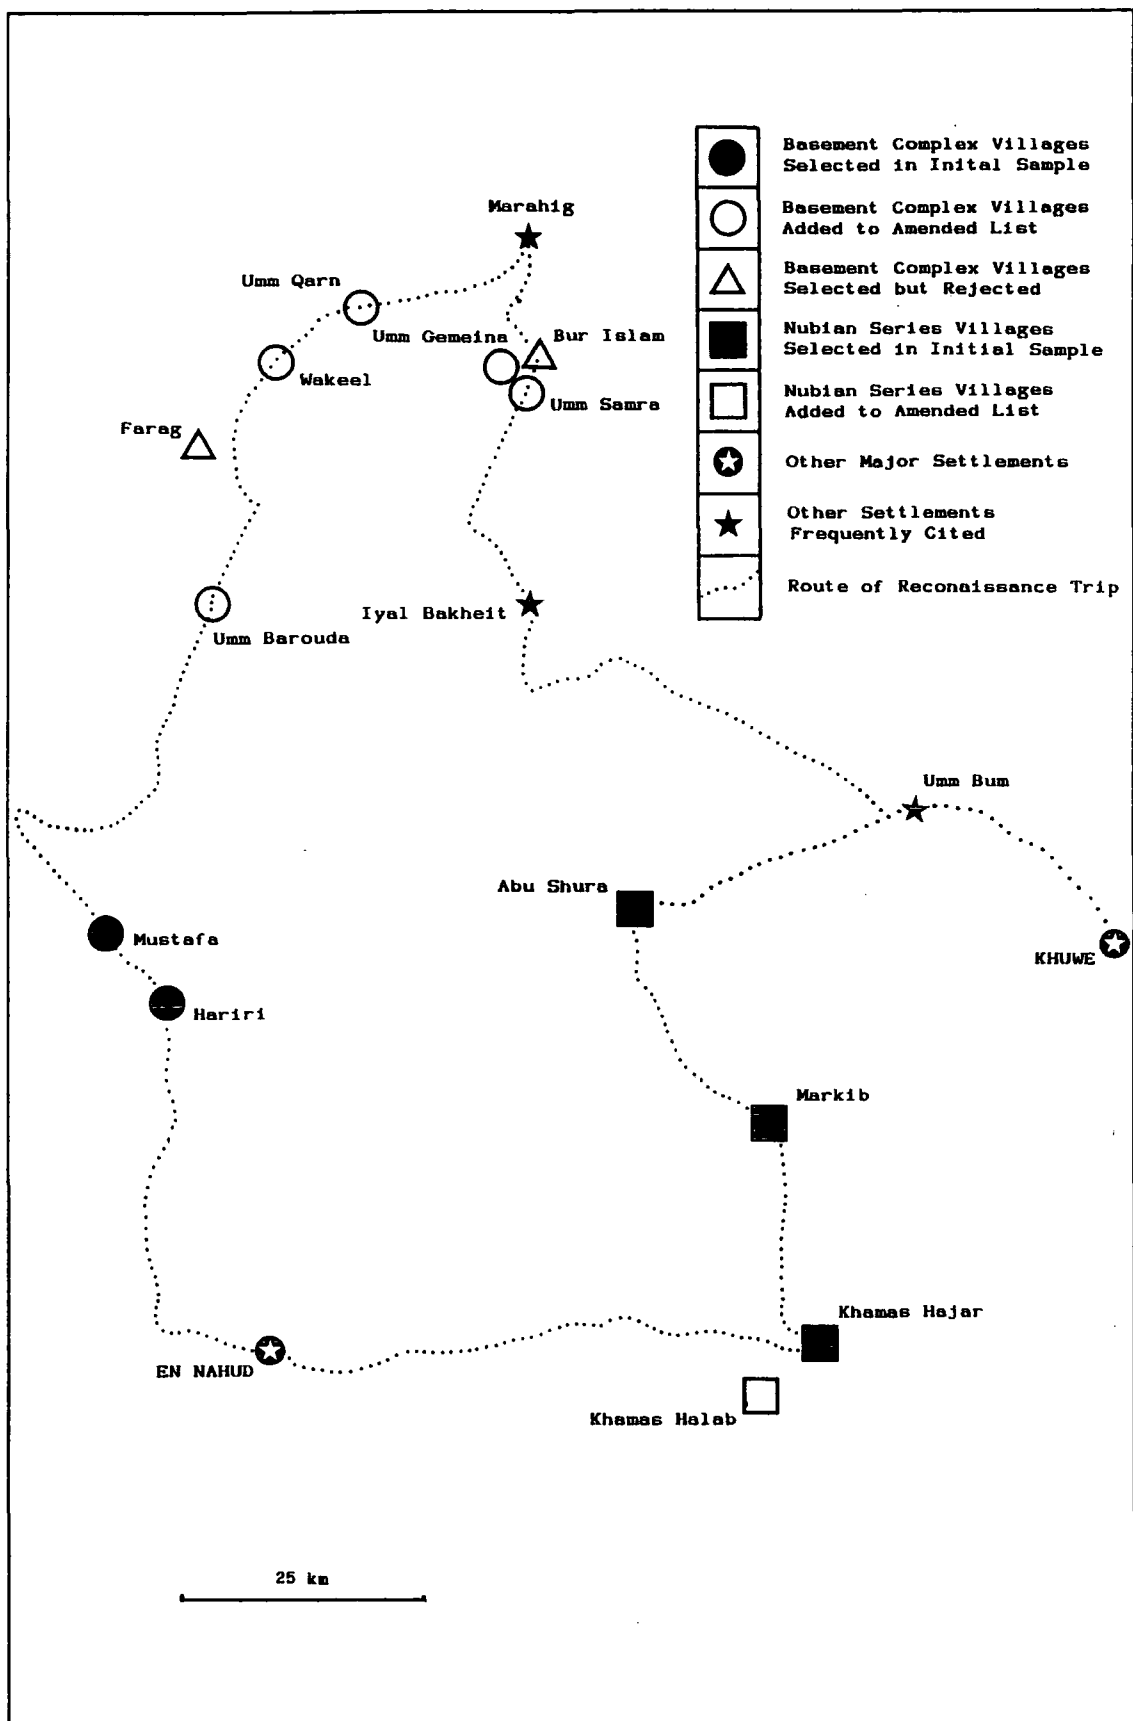 Basement Complex Villages
Selected in Inital Sample
Basement Complex Villages
Added to Amended List
Basement Complex Villages
Selected but Rejected
Nubian Series Villages
Selected in Initial Sample
Nubian Series Villages
Added to Amended List
Other Major Settlements
Other Settlements
Frequently Cited
Route of Reconaissance Trip
Marahig
Umm Qarn
Umm Gemeina
Bur Islam
Wakeel
Umm Samra
Farag
Iyal Bakheit
Umm Barouda
Umm Bum
Abu Shura
Mustafa
KHUWE
Hariri
Markib
Khamas Hajar
EN NAHUD
Khamas Halab
25 km